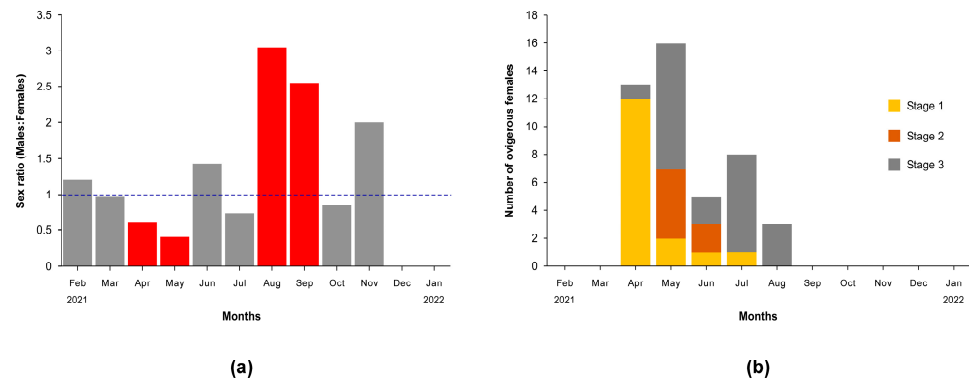 3.5
3
2.5
2
1.5
1
0.5
0
Sex ratio (Males:Females)
Feb Mar Apr May Jun Jul Aug Sep Oct Nov Dec Jan
2021 2022
Months
(a)
18
16
14
12
10
8
6
4
2
0
Number of ovigerous females
Stage 1
Stage 2
Stage 3
Feb Mar Apr May Jun Jul Aug Sep Oct Nov Dec Jan
2021 2022
Months
(b)